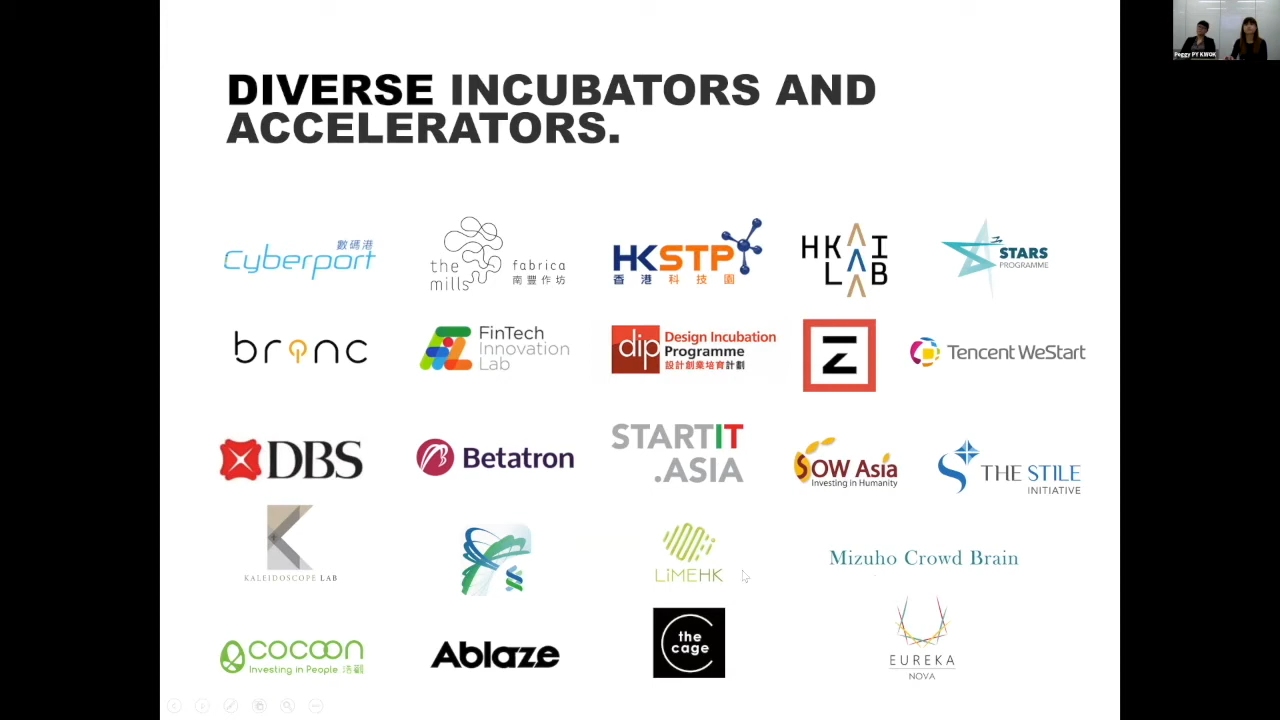 Peggy PY KWOK
DIVERSE INCUBATORS AND
ACCELERATORS.
數碼港
Cyberport
the
mills
fabrica
南豐作坊
HKSTP
香港科技園
HKAI
LAB
STARS
PROGRAMME
brinc
FinTech
Innovation
Lab
dip
Design Incubation
Programme
設計創業培育計劃
Z
Tencent WeStart
DBS
Betatron
STARTIT
.ASIA
SOW Asia
Investing in Humanity
THE STILE
INITIATIVE
K
KALEIDOSCOPE LAB
LiMEHK
Mizuho Crowd Brain
cocoon
Investing in People
Ablaze
the
cage
EUREKA
NOVA